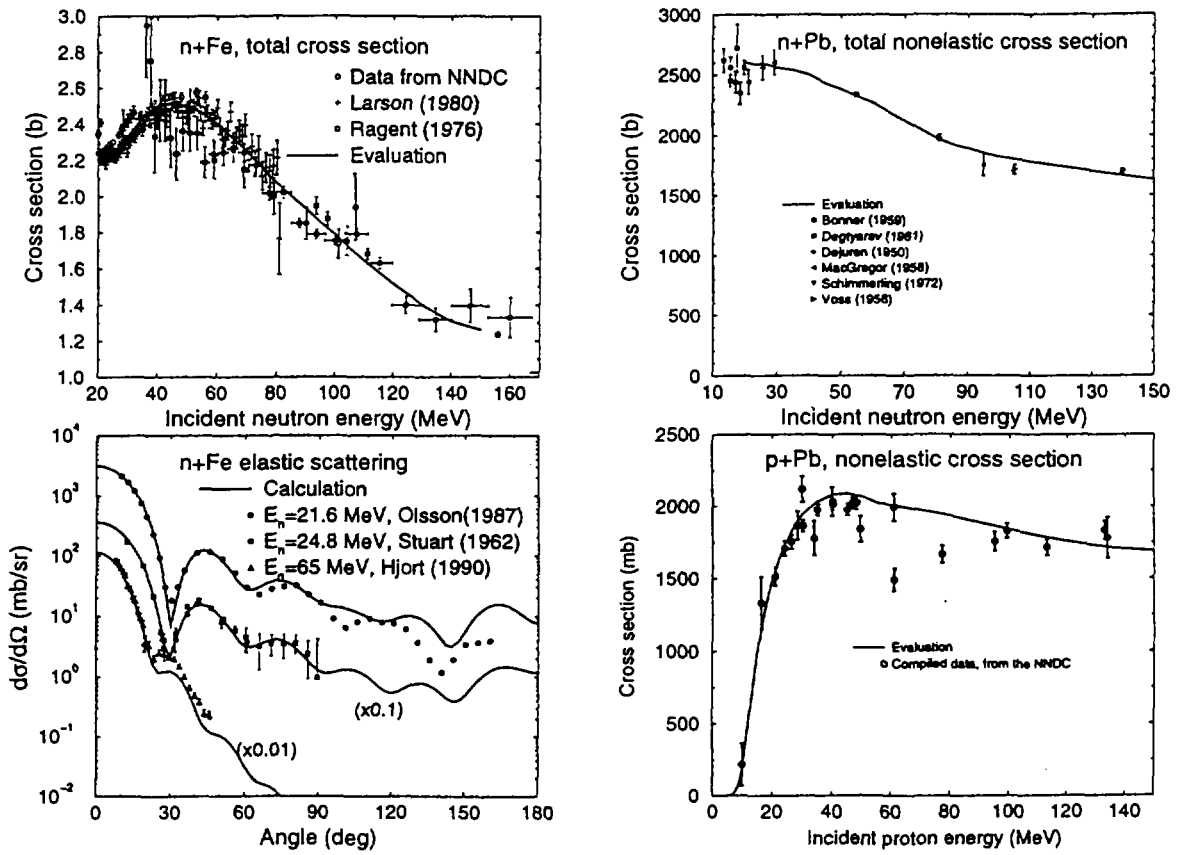 n+Fe, total cross section
Data from NNDC
Larson (1980)
Ragent (1976)
Evaluation
Cross section (b)
3.0
2.8
2.6
2.4
2.2
2.0
1.8
1.6
1.4
1.2
1.0
20 40 60 80 100 120 140 160
Incident neutron energy (MeV)
n+Pb, total nonelastic cross section
Evaluation
Bonner (1959)
Degtyarev (1961)
Dejuren (1950)
MacGregor (1958)
Schimmerling (1972)
Voss (1956)
Cross section (b)
3000
2500
2000
1500
1000
500
0
10 30 50 70 90 110 130 150
Incident neutron energy (MeV)
n+Fe elastic scattering
Calculation
Eₙ=21.6 MeV, Olsson(1987)
Eₙ=24.8 MeV, Stuart (1962)
Eₙ=65 MeV, Hjort (1990)
(x0.1)
(x0.01)
dσ/dΩ (mb/sr)
10⁴
10³
10²
10¹
10⁰
10⁻¹
10⁻²
0 30 60 90 120 150 180
Angle (deg)
p+Pb, nonelastic cross section
Evaluation
Compiled data, from the NNDC
Cross section (mb)
2500
2000
1500
1000
500
0
0 20 40 60 80 100 120 140
Incident proton energy (MeV)